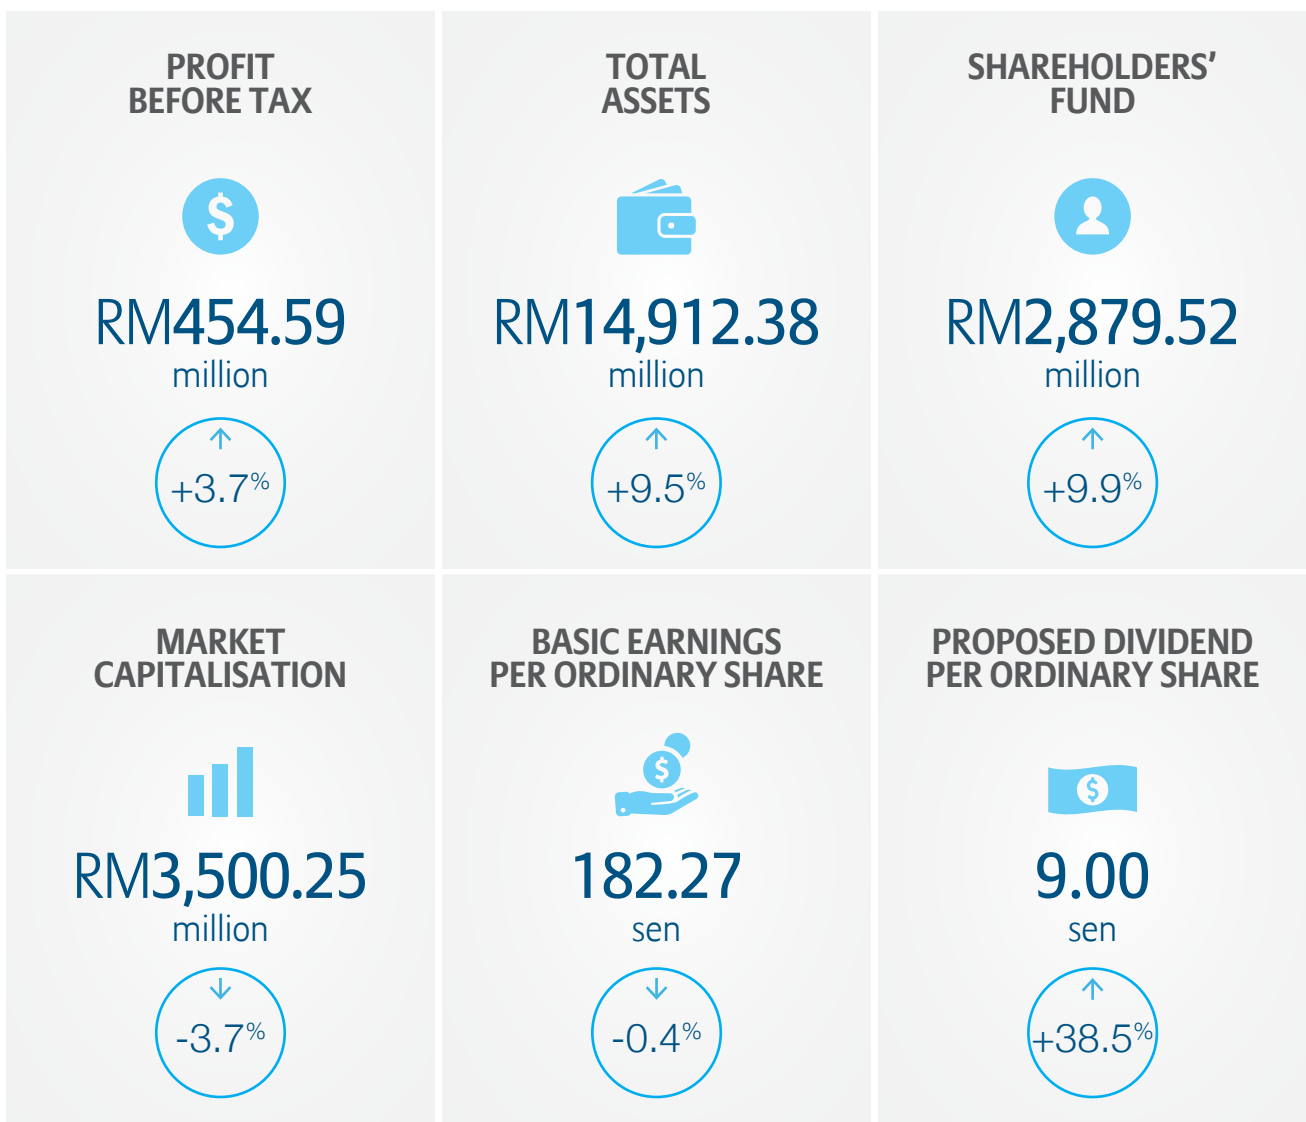 PROFIT
BEFORE TAX
$
RM454.59
million
+3.7%
TOTAL
ASSETS
RM14,912.38
million
+9.5%
SHAREHOLDERS’
FUND
RM2,879.52
million
+9.9%
MARKET
CAPITALISATION
RM3,500.25
million
-3.7%
BASIC EARNINGS
PER ORDINARY SHARE
$
182.27
sen
-0.4%
PROPOSED DIVIDEND
PER ORDINARY SHARE
$
9.00
sen
+38.5%